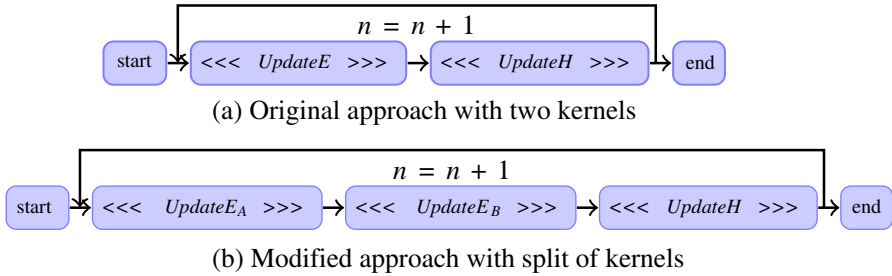 n = n + 1
start <<< UpdateE >>> <<< UpdateH >>> end
(a) Original approach with two kernels
n = n + 1
start <<< UpdateE_A >>> <<< UpdateE_B >>> <<< UpdateH >>> end
(b) Modified approach with split of kernels